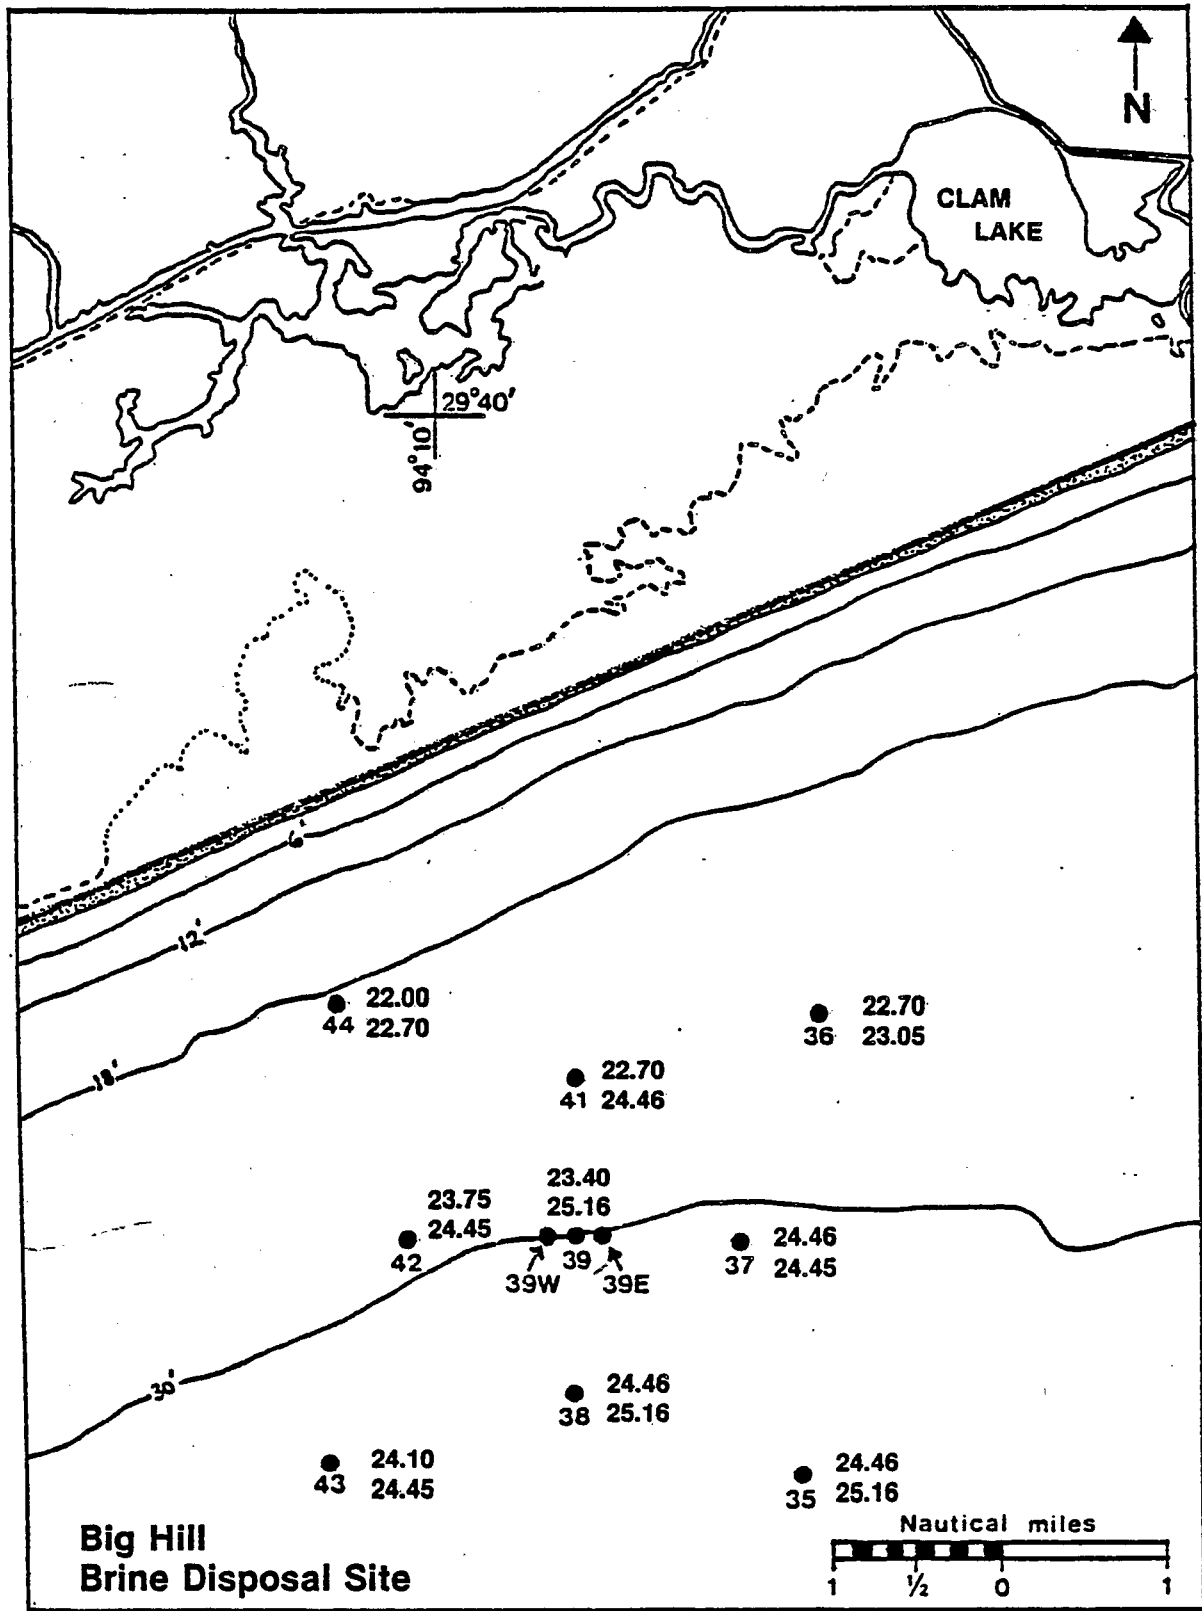 N
CLAM
LAKE
29°40'
94°10'
6'
12'
18'
22.00
44 22.70
22.70
36 23.05
22.70
41 24.46
23.40
25.16
23.75
24.45
42
39W
39
39E
24.46
37 24.45
30'
24.46
38 25.16
24.10
43 24.45
24.46
35 25.16
Big Hill
Brine Disposal Site
Nautical miles
1 ½ 0 1